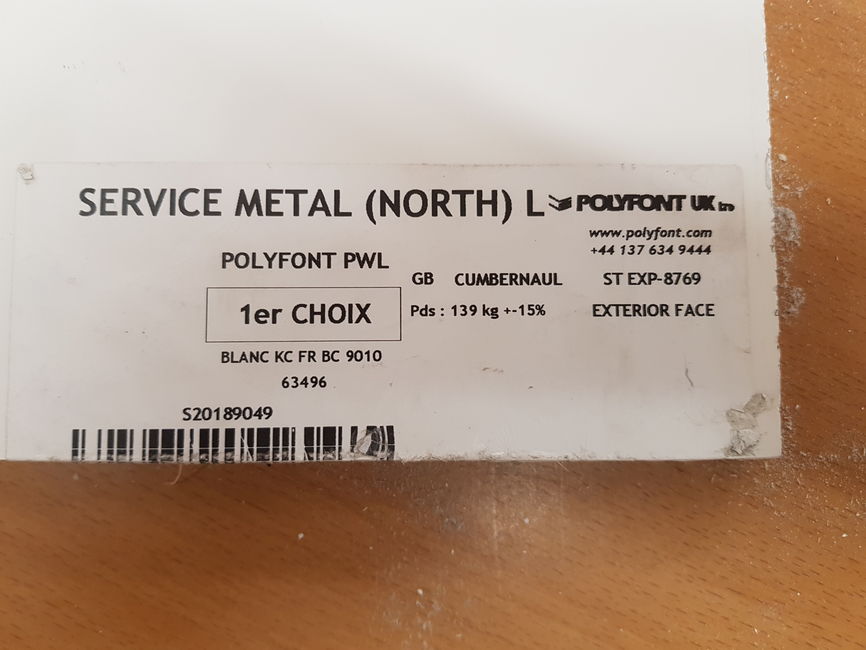 SERVICE METAL (NORTH) L POLYFONT UK LTD
www.polyfont.com
+44 137 634 9444
POLYFONT PWL
GB CUMBERNAUL ST EXP-8769
1er CHOIX
Pds : 139 kg +-15% EXTERIOR FACE
BLANC KC FR BC 9010
63496
S20189049